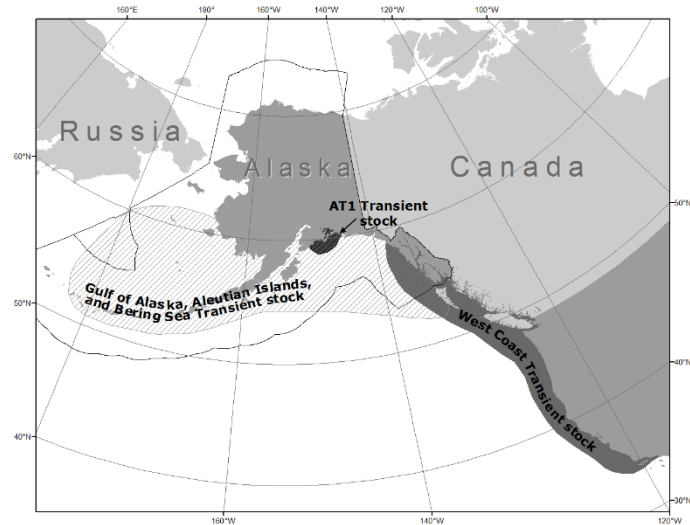 160°E
180°
160°W
140°W
120°W
100°W
Russia
Alaska
Canada
60°N
50°N
AT1 Transient
stock
Gulf of Alaska, Aleutian Islands,
and Bering Sea Transient stock
50°N
West Coast Transient stock
40°N
40°N
30°N
160°W
140°W
120°W